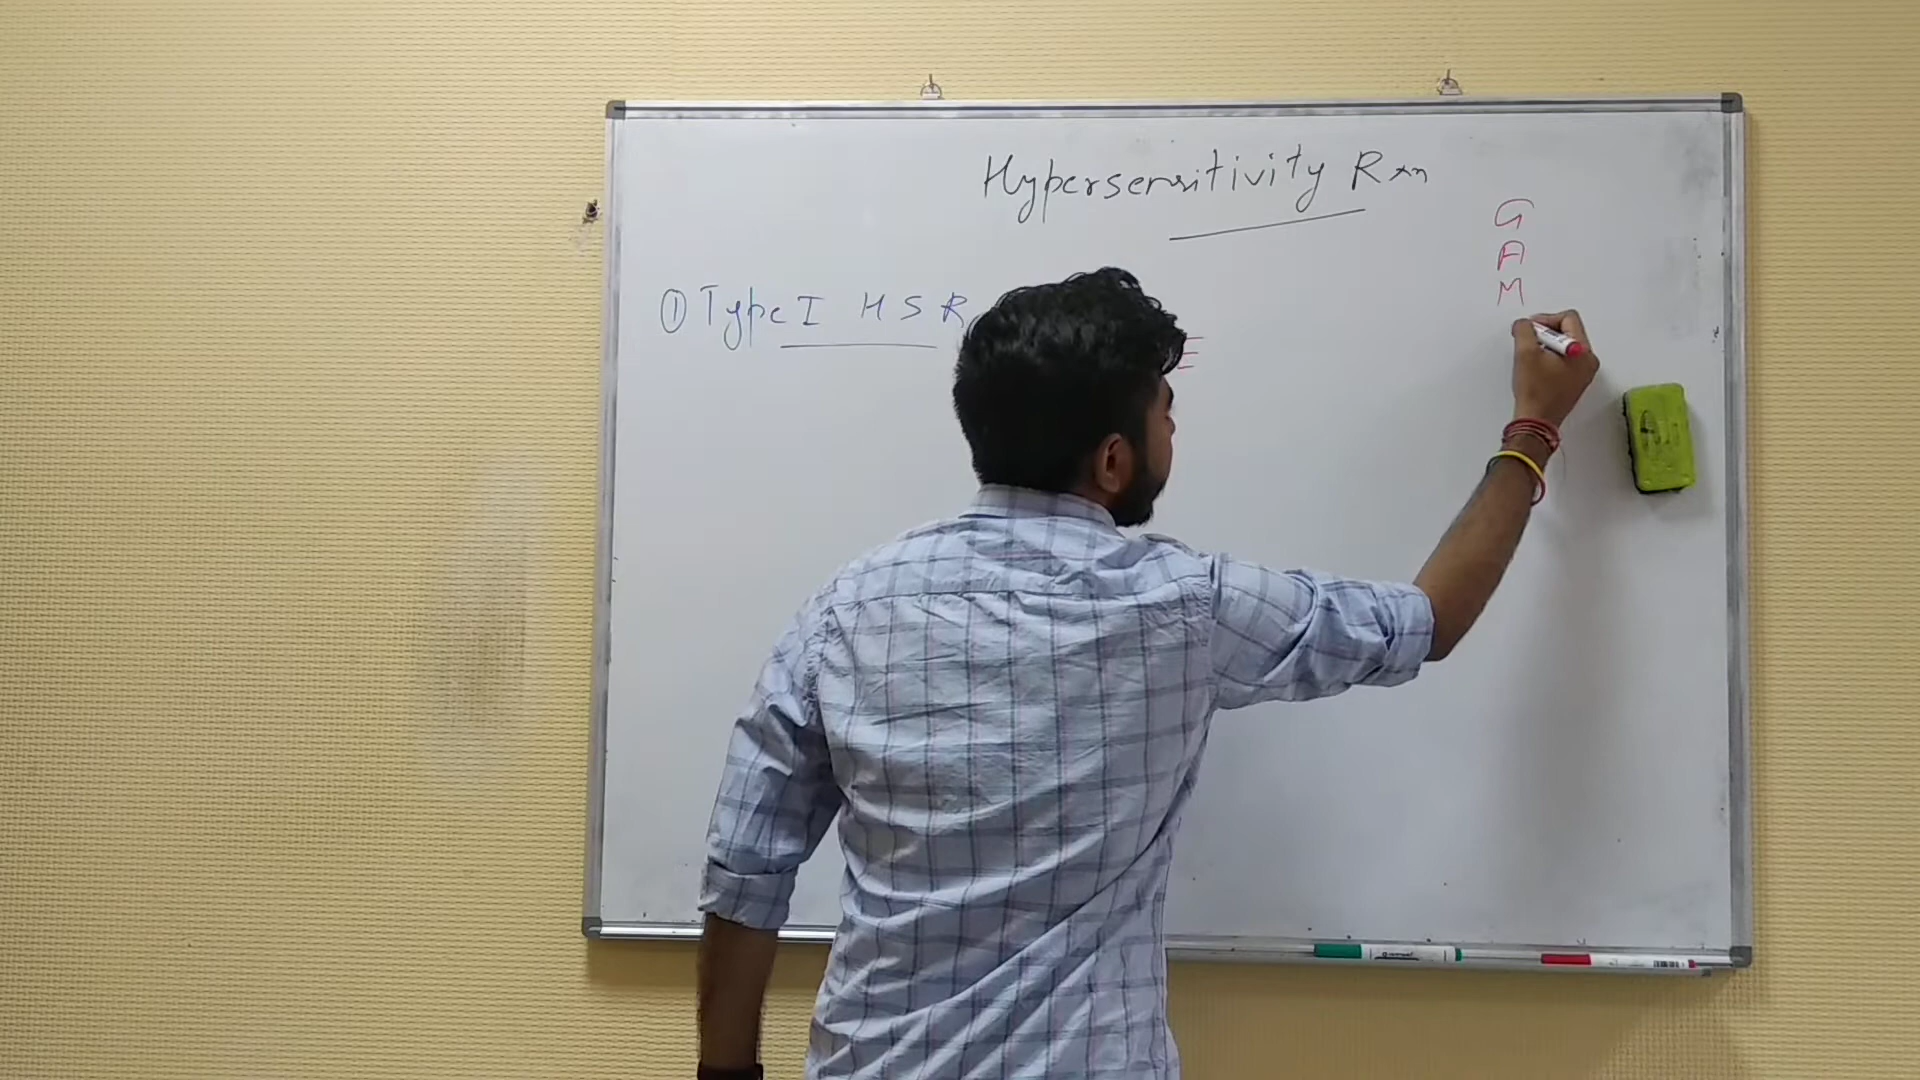 Hypersensitivity Rxn
G
A
M
① Type I HSR
E